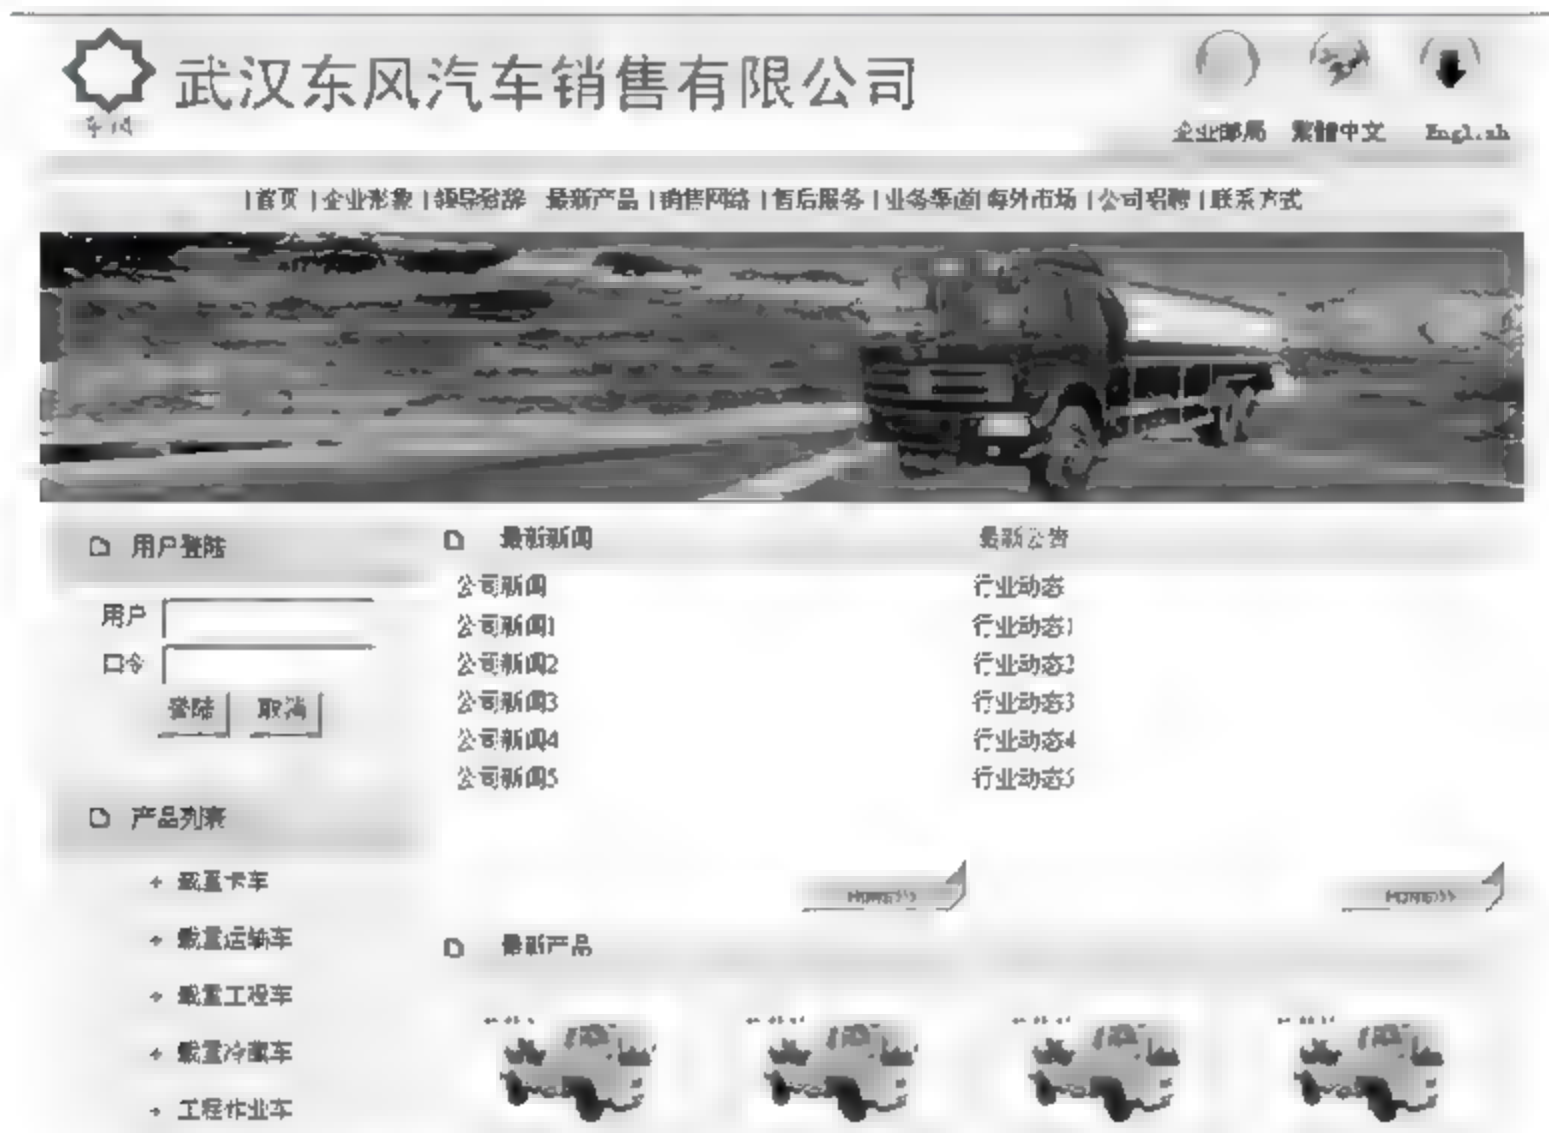 武汉东风汽车销售有限公司
企业邮局 繁體中文 English
|首页 |企业形象 |领导致辞 最新产品 |销售网络 |售后服务 |业务渠道| 海外市场 |公司招聘 |联系方式
用户登陆
用户
口令
登陆 取消
最新新闻
公司新闻
公司新闻1
公司新闻2
公司新闻3
公司新闻4
公司新闻5
最新公告
行业动态
行业动态1
行业动态2
行业动态3
行业动态4
行业动态5
产品列表
载重卡车
载重运输车
载重工程车
载重冷藏车
工程作业车
最新产品